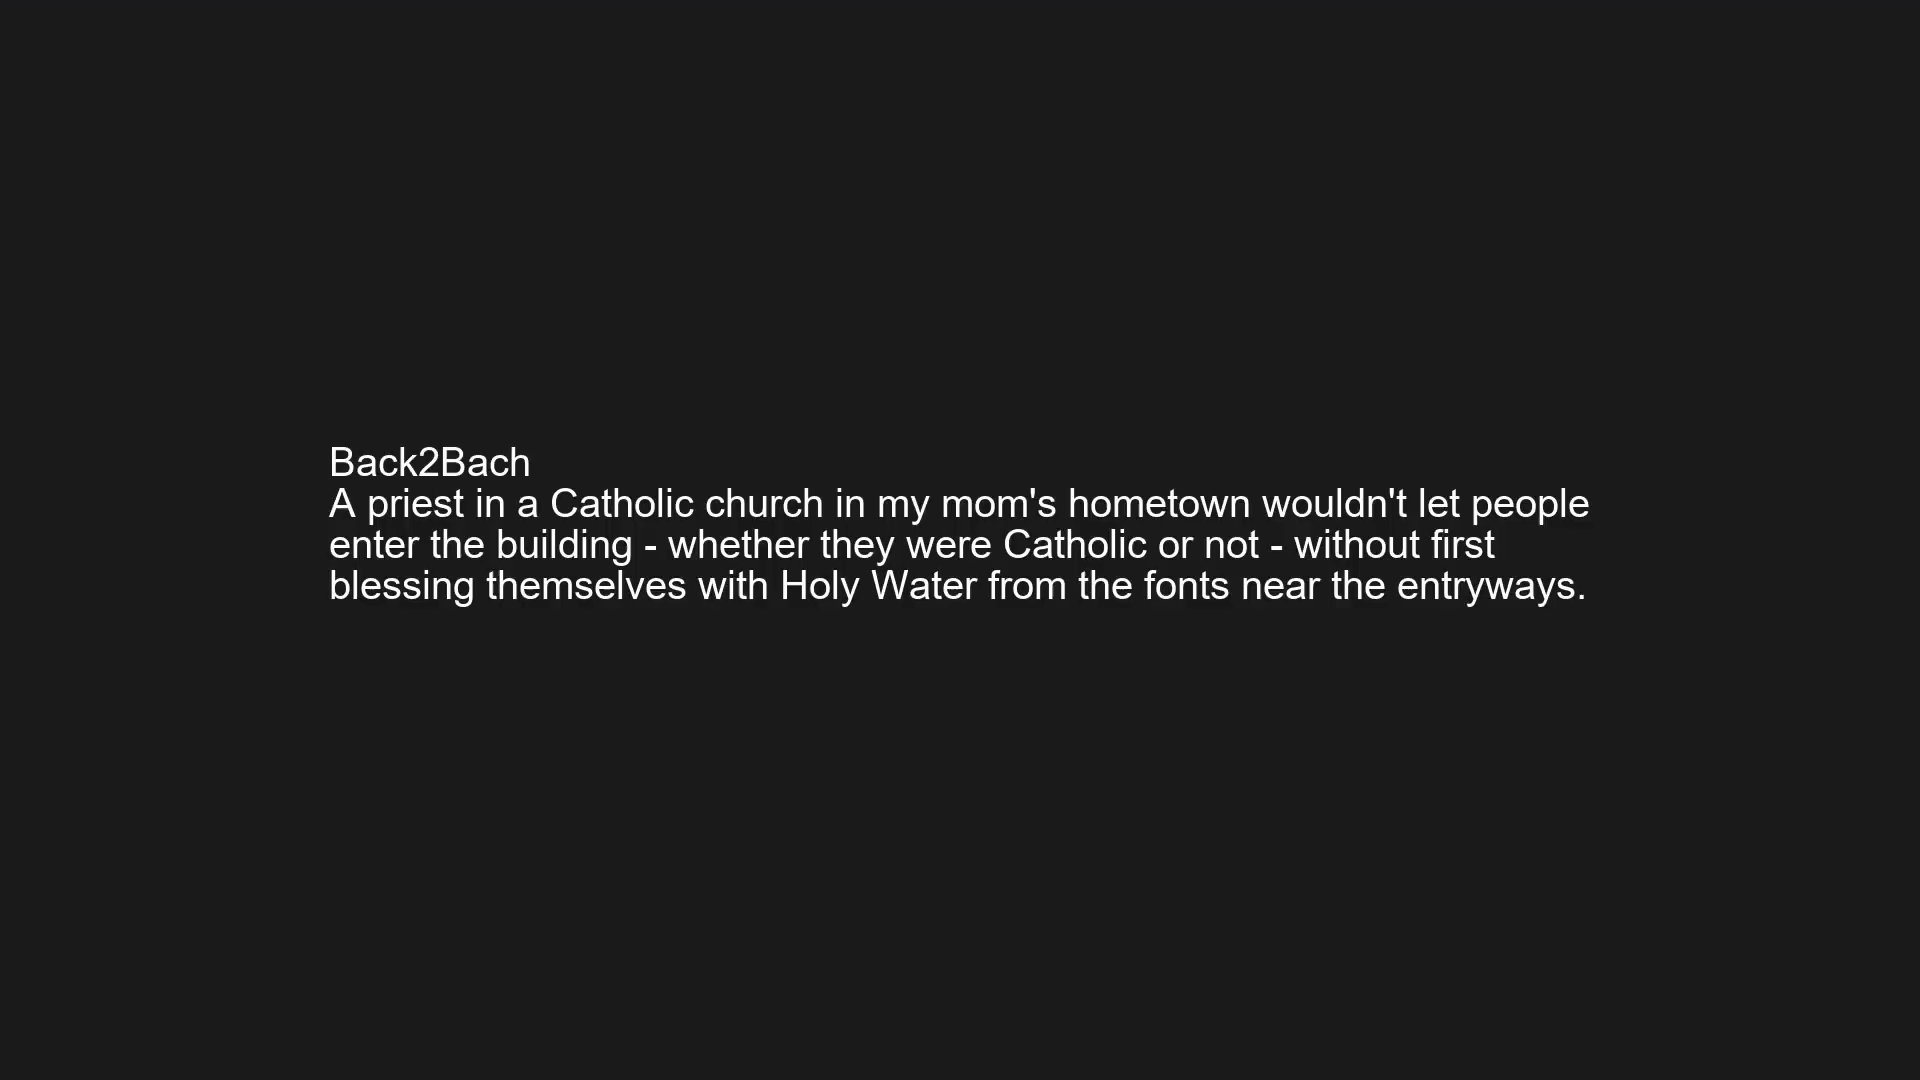 Back2Bach
A priest in a Catholic church in my mom's hometown wouldn't let people
enter the building - whether they were Catholic or not - without first
blessing themselves with Holy Water from the fonts near the entryways.